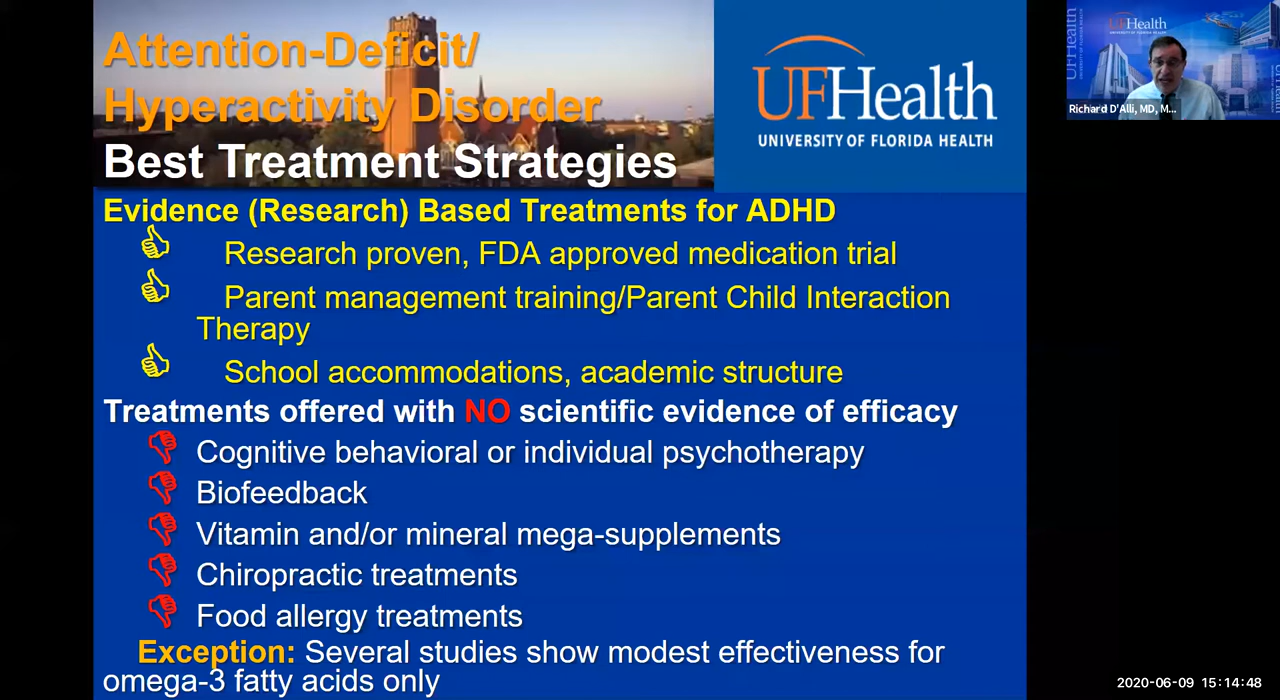 Attention-Deficit/
Hyperactivity Disorder
Best Treatment Strategies
UFHealth
UNIVERSITY OF FLORIDA HEALTH
UFHealth
UFHealth
Richard D'Alli, MD, M...
Evidence (Research) Based Treatments for ADHD
Research proven, FDA approved medication trial
Parent management training/Parent Child Interaction
Therapy
School accommodations, academic structure
Treatments offered with NO scientific evidence of efficacy
Cognitive behavioral or individual psychotherapy
Biofeedback
Vitamin and/or mineral mega-supplements
Chiropractic treatments
Food allergy treatments
Exception: Several studies show modest effectiveness for
omega-3 fatty acids only
2020-06-09 15:14:48